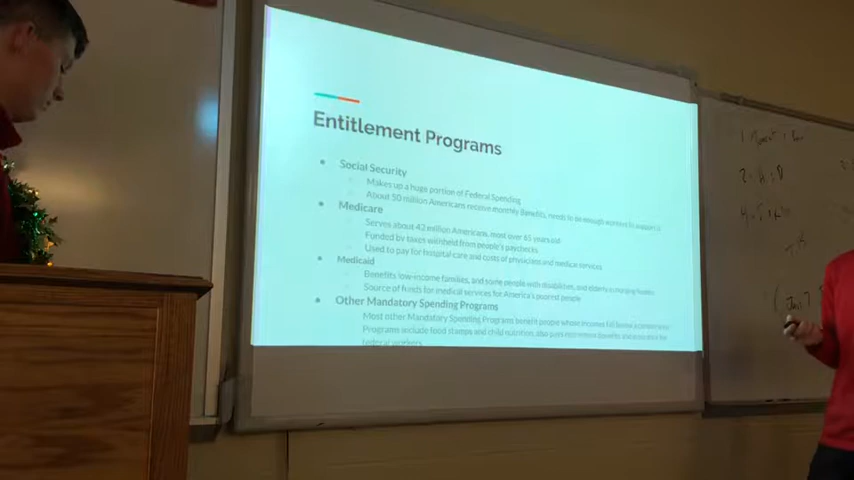 Entitlement Programs
Social Security
Makes up a huge portion of Federal Spending
About 50 million Americans receive monthly Benefits, needs to be enough workers to support it
Medicare
Serves about 42 million Americans, most over 65 years old
Funded by taxes withheld from people's paychecks
Used to pay for hospital care and costs of physicians and medical services
Medicaid
Benefits low-income families, and some people with disabilities, and elderly in nursing homes
Source of funds for medical services for America's poorest people
Other Mandatory Spending Programs
Most other Mandatory Spending Programs benefit people whose incomes fall below a certain
Programs include food stamps and child nutrition, also pays retirement benefits and insurance for
federal workers